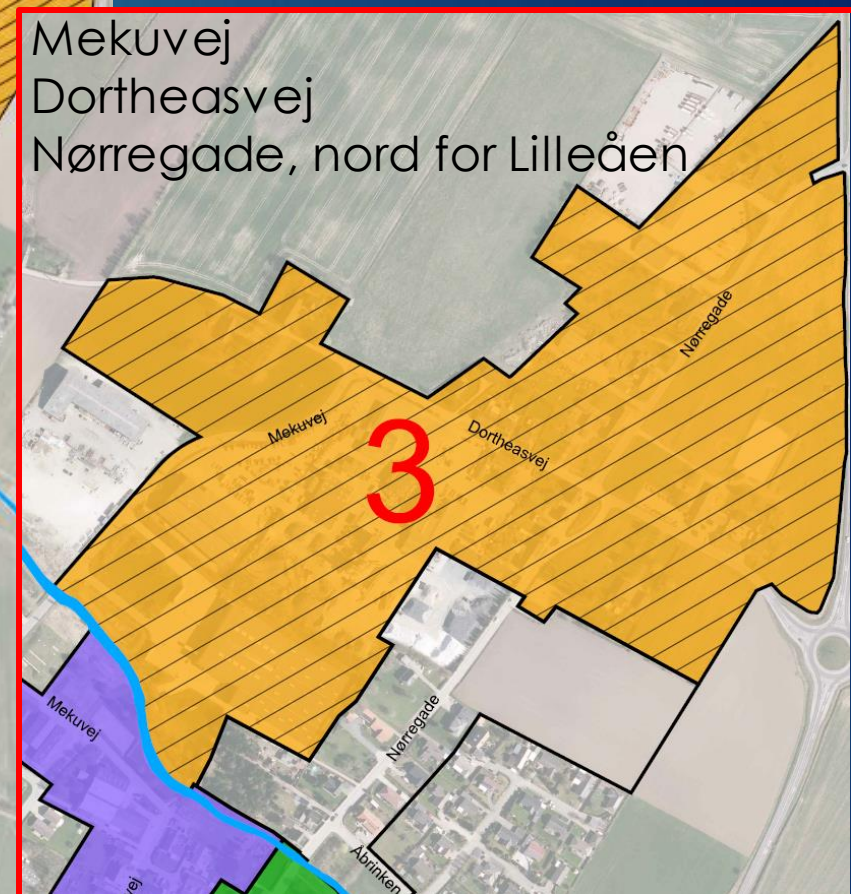 Mekuvej
Dortheasvej
Nørregade, nord for Lilleåen
Nørregade
Mekuvej
Dortheasvej
3
Mekuvej
Nørregade
Åbrinken